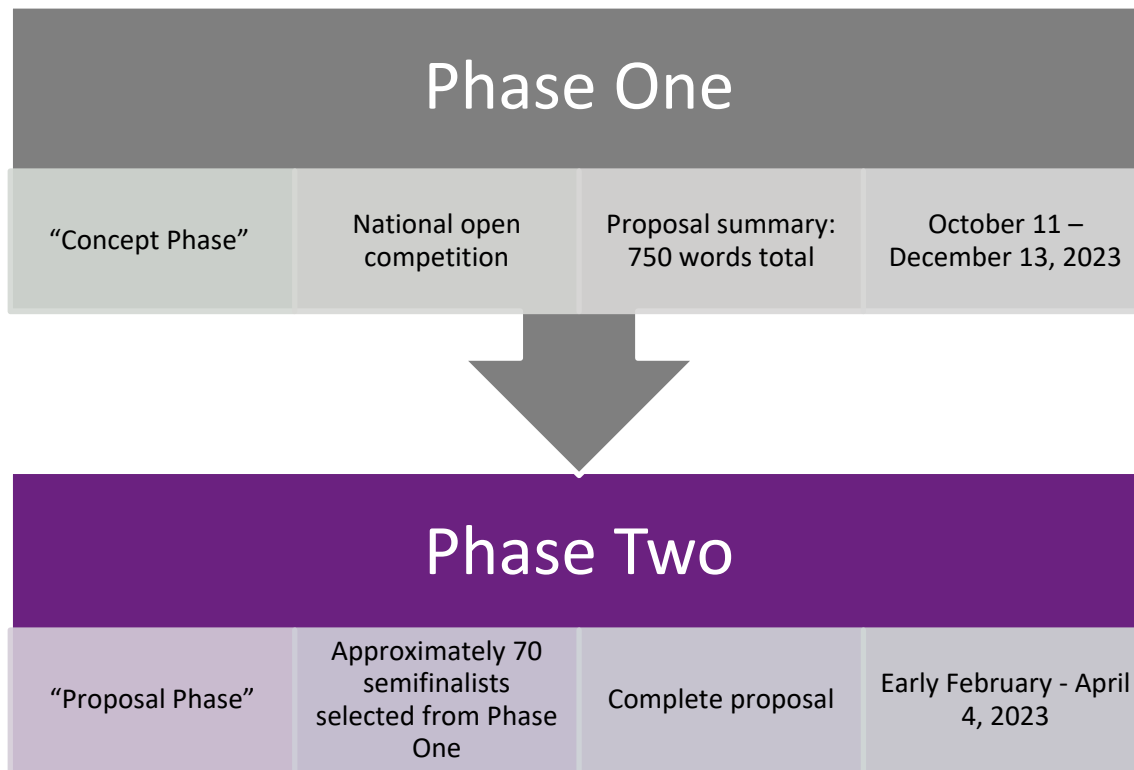 Phase One
“Concept Phase”
National open
competition
Proposal summary:
750 words total
October 11 –
December 13, 2023
Phase Two
“Proposal Phase”
Approximately 70
semifinalists
selected from Phase
One
Complete proposal
Early February - April
4, 2023